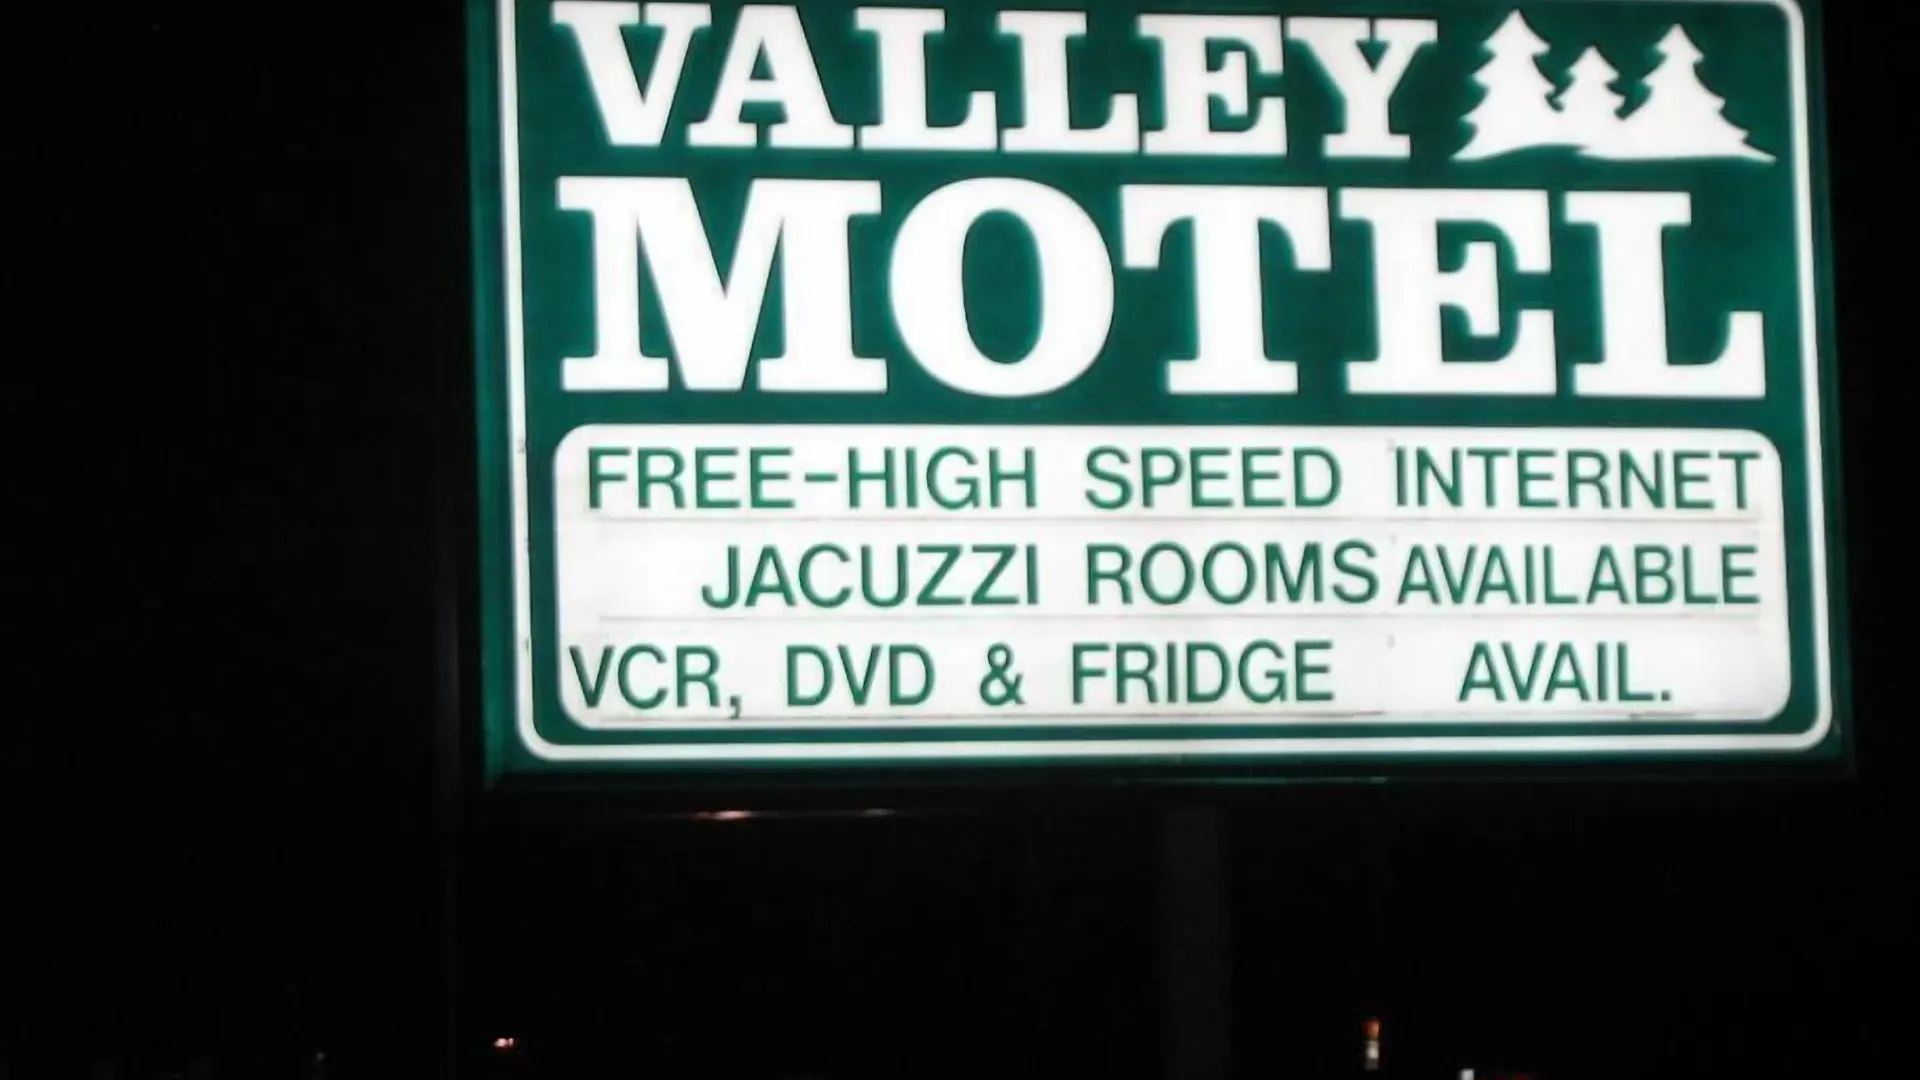 VALLEY
MOTEL
FREE-HIGH SPEED INTERNET
JACUZZI ROOMS AVAILABLE
VCR, DVD & FRIDGE AVAIL.